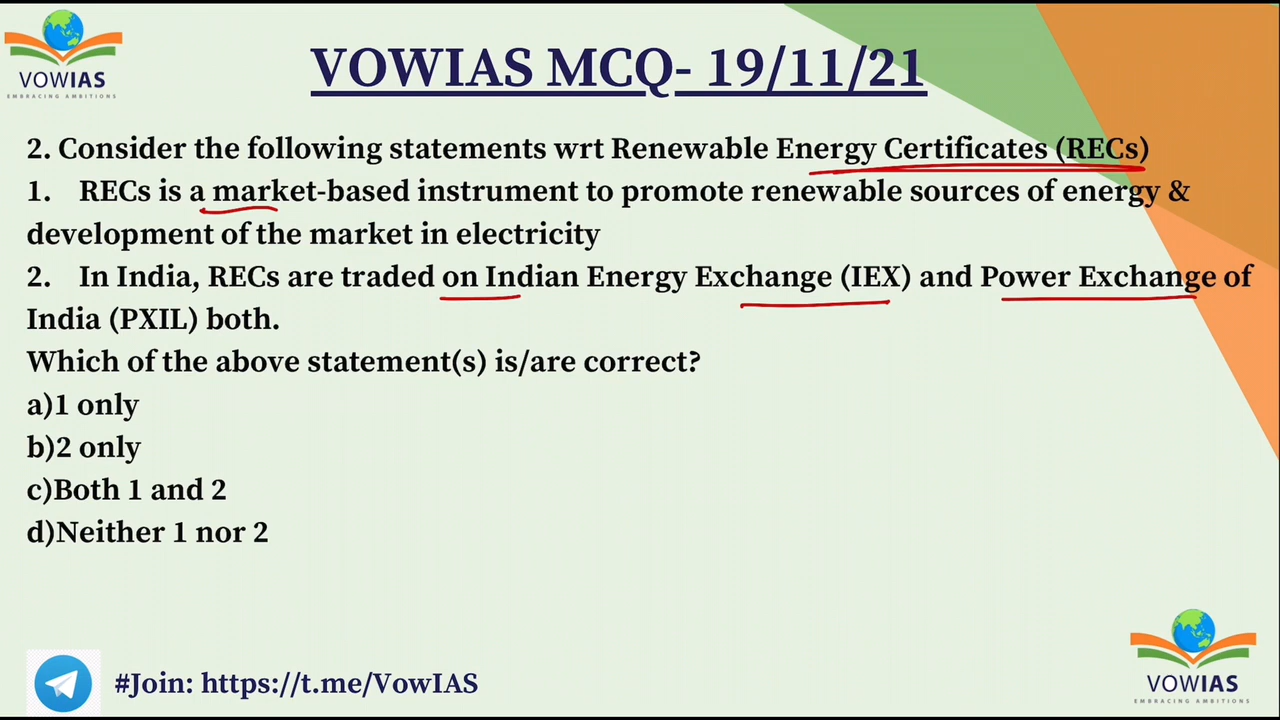 VOWIAS
EMBRACING AMBITIONS
VOWIAS MCQ- 19/11/21
2. Consider the following statements wrt Renewable Energy Certificates (RECs)
1. RECs is a market-based instrument to promote renewable sources of energy &
development of the market in electricity
2. In India, RECs are traded on Indian Energy Exchange (IEX) and Power Exchange of
India (PXIL) both.
Which of the above statement(s) is/are correct?
a)1 only
b)2 only
c)Both 1 and 2
d)Neither 1 nor 2
#Join: https://t.me/VowIAS
VOWIAS
EMBRACING AMBITIONS